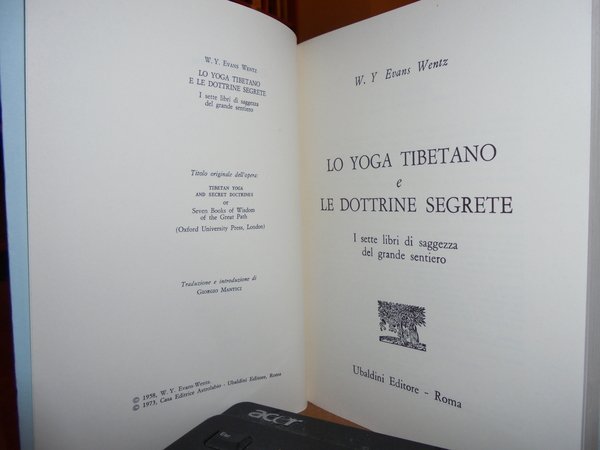 W. Y. Evans Wentz
LO YOGA TIBETANO
E LE DOTTRINE SEGRETE
I sette libri di saggezza
del grande sentiero
Titolo originale dell'opera
TIBETAN YOGA
AND SECRET DOCTRINES
or
Seven Books of Wisdom
of the Great Path
(Oxford University Press, London)
Traduzione e introduzione di
Giorgio Mantici
© 1958, W. Y. Evans-Wentz
© 1973, Casa Editrice Astrolabio - Ubaldini Editore, Roma
W. Y Evans Wentz
LO YOGA TIBETANO
e
LE DOTTRINE SEGRETE
I sette libri di saggezza
del grande sentiero
Ubaldini Editore - Roma
acer